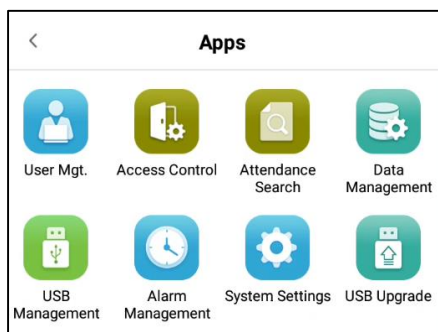 Apps
User Mgt.
Access Control
Attendance
Search
Data
Management
USB
Management
Alarm
Management
System Settings
USB Upgrade